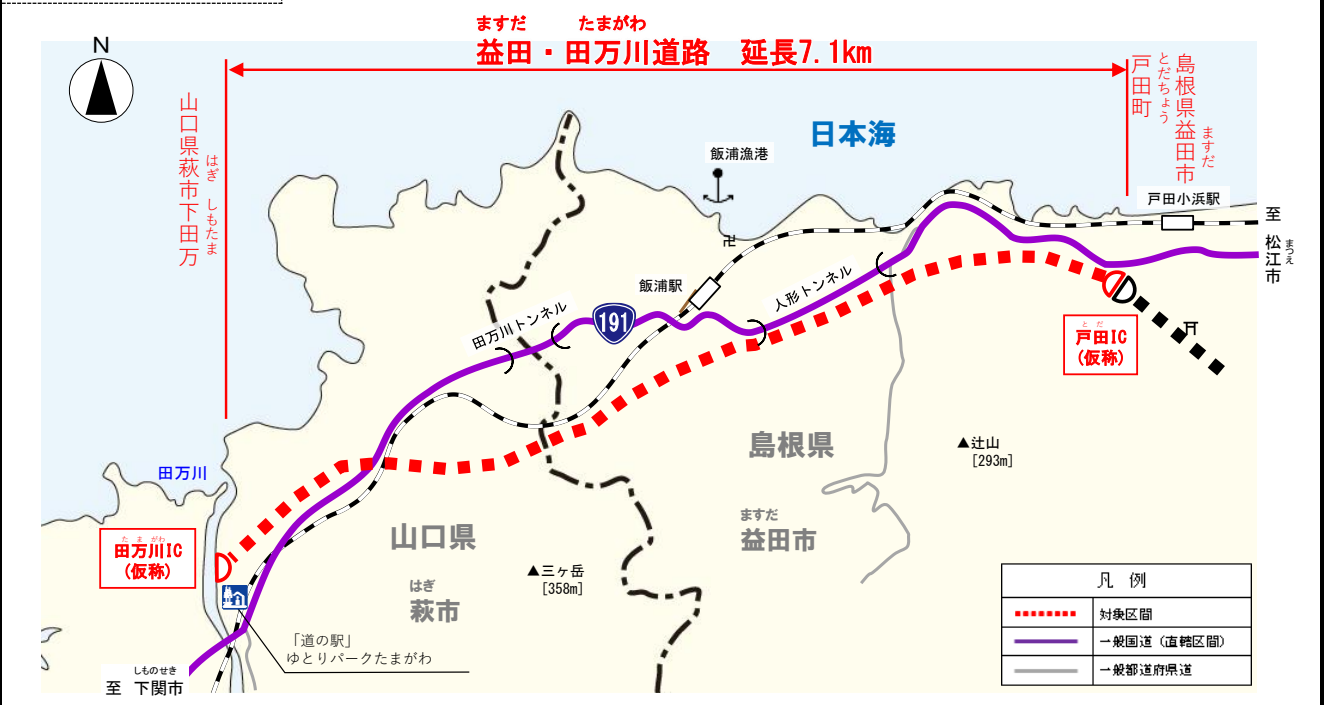 ますだ たまがわ
益田・田万川道路 延長7.1km
N
山口県萩市下田万
はぎ しもたま
島根県益田市
ますだ
戸田町
とだちょう
日本海
飯浦漁港
戸田小浜駅
至 松江市
まつえ
飯浦駅
人形トンネル
田万川トンネル
191
とだ
戸田IC
(仮称)
島根県
▲辻山
[293m]
田万川
ますだ
益田市
山口県
たまがわ
田万川IC
(仮称)
▲三ヶ岳
[358m]
はぎ
萩市
「道の駅」
ゆとりパークたまがわ
しものせき
至 下関市
凡 例
対象区間
一般国道 (直轄区間)
一般都道府県道